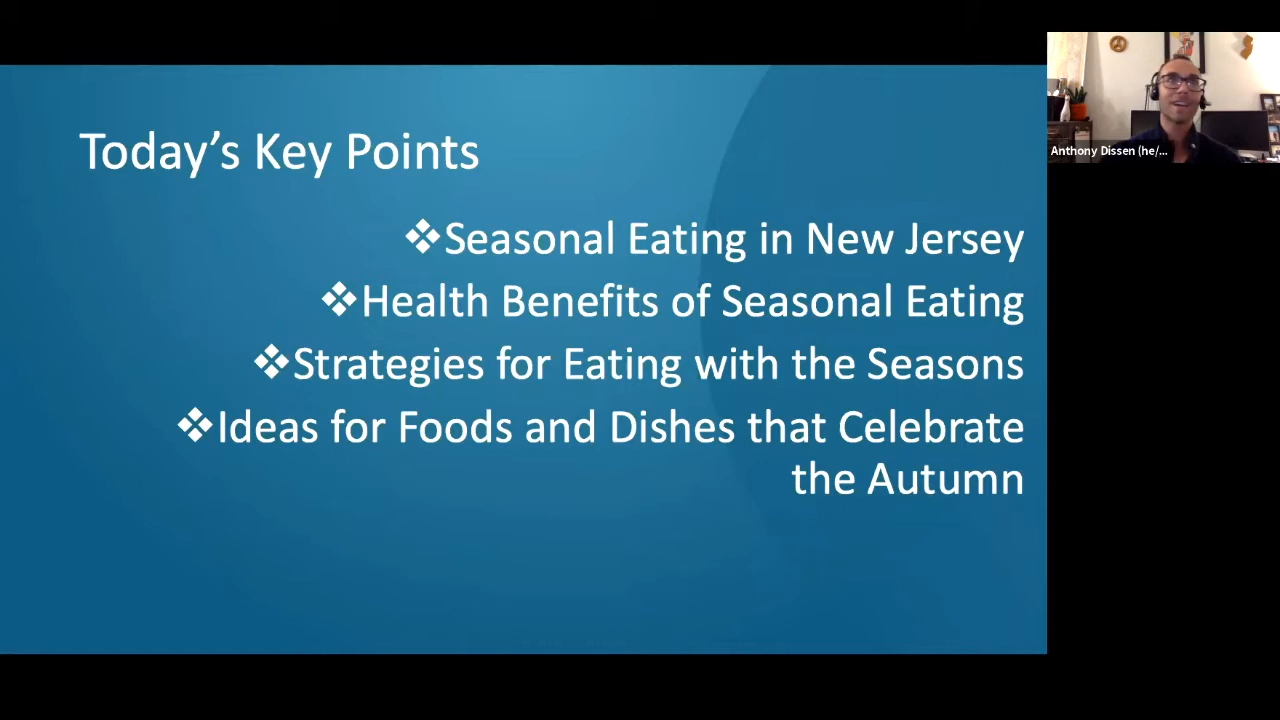 Today's Key Points
❖Seasonal Eating in New Jersey
❖Health Benefits of Seasonal Eating
❖Strategies for Eating with the Seasons
❖Ideas for Foods and Dishes that Celebrate
the Autumn
Anthony Dissen (he/...